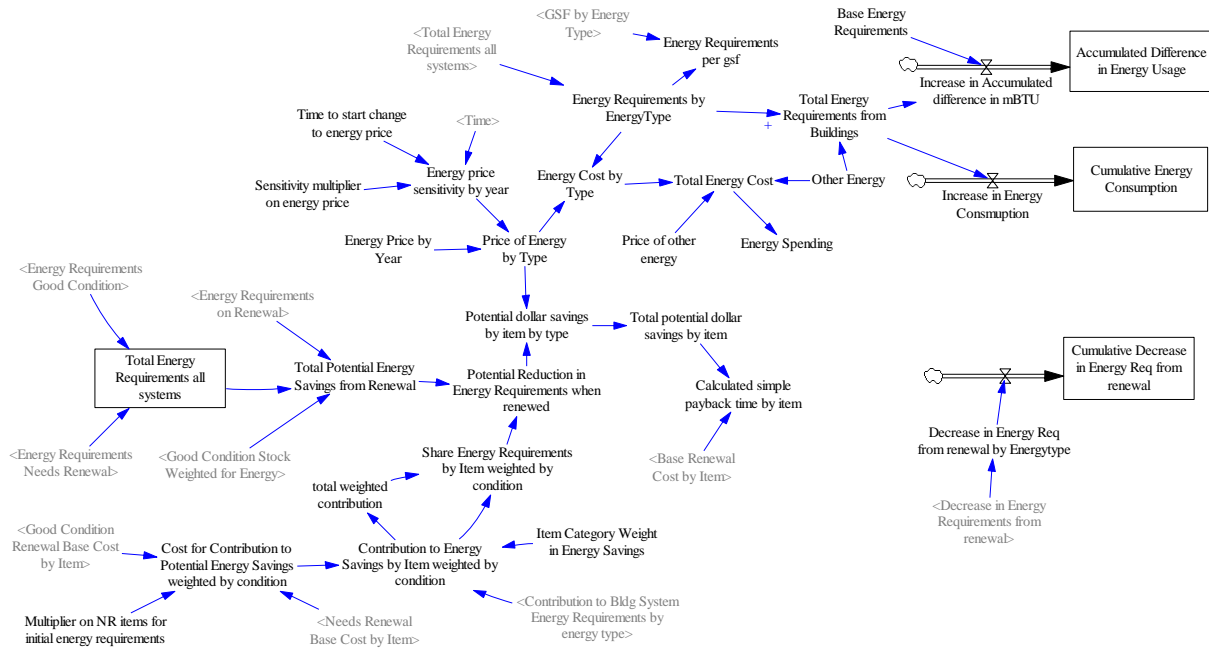 <GSF by Energy
Type>
Base Energy
Requirements
<Total Energy
Requirements all
systems>
Energy Requirements
per gsf
Accumulated Difference
in Energy Usage
Increase in Accumulated
difference in mBTU
Energy Requirements by
EnergyType
Total Energy
Requirements from
Buildings
+
Time to start change
to energy price
<Time>
Energy price
sensitivity by year
Sensitivity multiplier
on energy price
Energy Cost by
Type
Total Energy Cost
Other Energy
Cumulative Energy
Consumption
Increase in Energy
Consmuption
Energy Price by
Year
Price of Energy
by Type
Price of other
energy
Energy Spending
<Energy Requirements
Good Condition>
<Energy Requirements
on Renewal>
Potential dollar savings
by item by type
Total potential dollar
savings by item
Total Energy
Requirements all
systems
Total Potential Energy
Savings from Renewal
Potential Reduction in
Energy Requirements when
renewed
Calculated simple
payback time by item
Cumulative Decrease
in Energy Req from
renewal
<Energy Requirements
Needs Renewal>
<Good Condition Stock
Weighted for Energy>
Share Energy Requirements
by Item weighted by
condition
<Base Renewal
Cost by Item>
Decrease in Energy Req
from renewal by Energytype
total weighted
contribution
<Decrease in Energy
Requirements from
renewal>
<Good Condition
Renewal Base Cost
by Item>
Cost for Contribution to
Potential Energy Savings
weighted by condition
Contribution to Energy
Savings by Item weighted by
condition
Item Category Weight
in Energy Savings
Multiplier on NR items for
initial energy requirements
<Needs Renewal
Base Cost by Item>
<Contribution to Bldg System
Energy Requirements by
energy type>